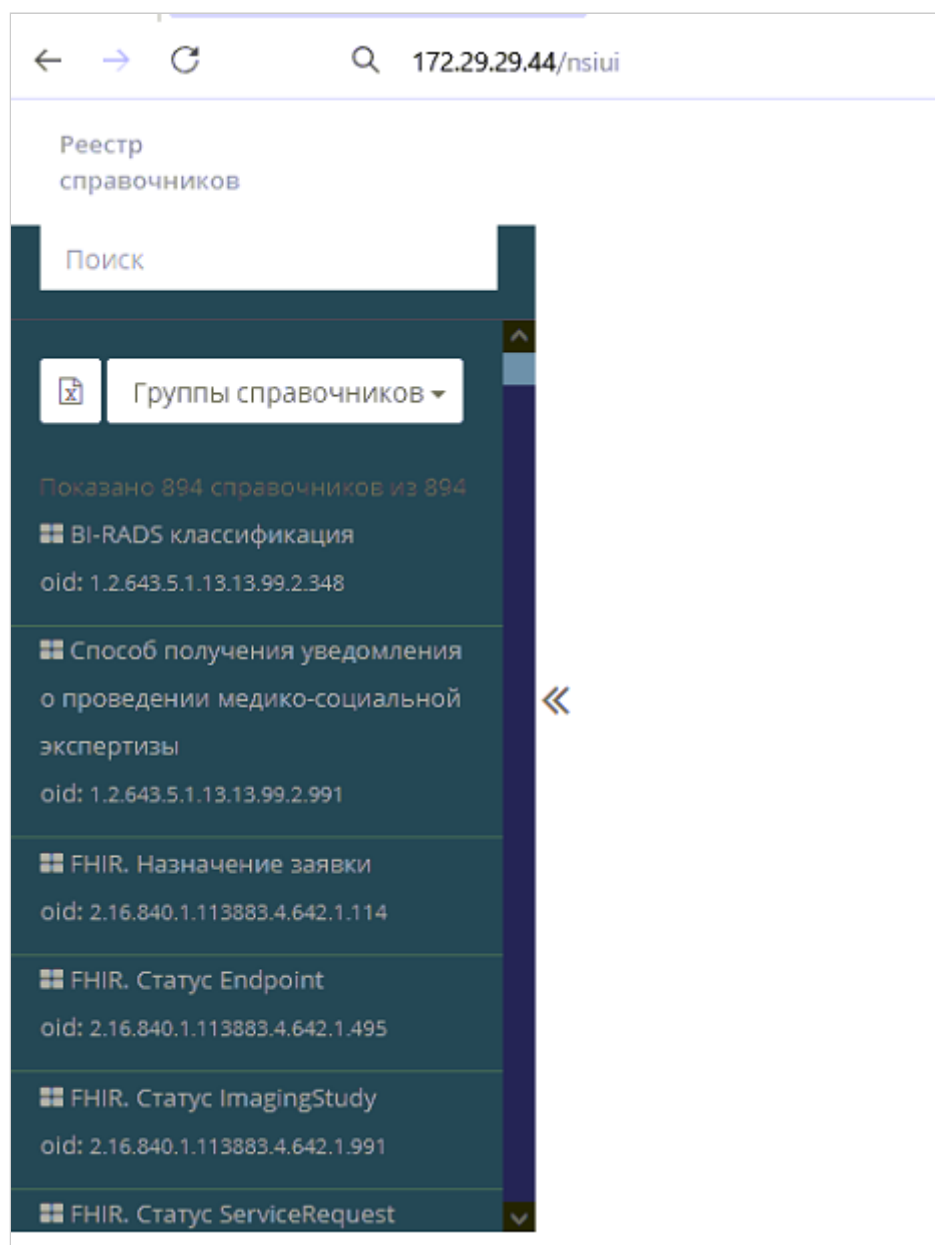 172.29.29.44/nsiui
Реестр
справочников
Поиск
Группы справочников
Показано 894 справочников из 894
BI-RADS классификация
oid: 1.2.643.5.1.13.13.99.2.348
Способ получения уведомления
о проведении медико-социальной
экспертизы
oid: 1.2.643.5.1.13.13.99.2.991
FHIR. Назначение заявки
oid: 2.16.840.1.113883.4.642.1.114
FHIR. Статус Endpoint
oid: 2.16.840.1.113883.4.642.1.495
FHIR. Статус ImagingStudy
oid: 2.16.840.1.113883.4.642.1.991
FHIR. Статус ServiceRequest